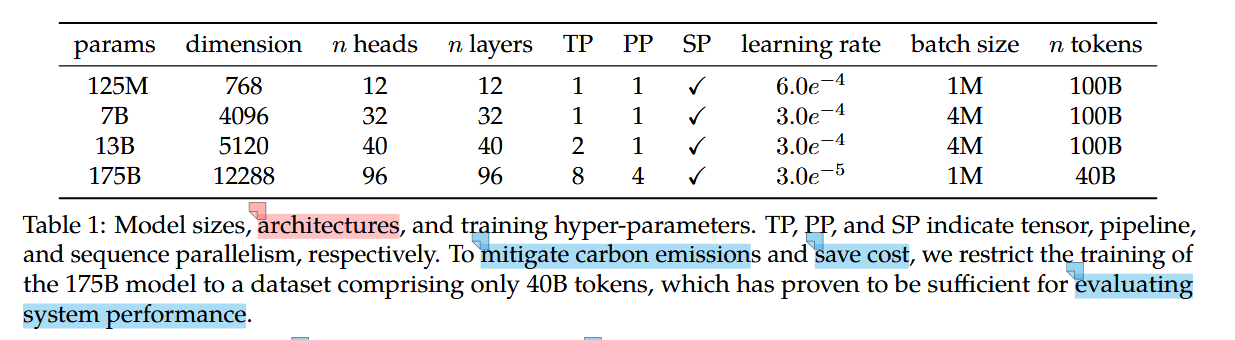 params dimension n heads n layers TP PP SP learning rate batch size n tokens
125M 768 12 12 1 1 ✓ 6.0e−4 1M 100B
7B 4096 32 32 1 1 ✓ 3.0e−4 4M 100B
13B 5120 40 40 2 1 ✓ 3.0e−4 4M 100B
175B 12288 96 96 8 4 ✓ 3.0e−5 1M 40B
Table 1: Model sizes, architectures, and training hyper-parameters. TP, PP, and SP indicate tensor, pipeline,
and sequence parallelism, respectively. To mitigate carbon emissions and save cost, we restrict the training of
the 175B model to a dataset comprising only 40B tokens, which has proven to be sufficient for evaluating
system performance.